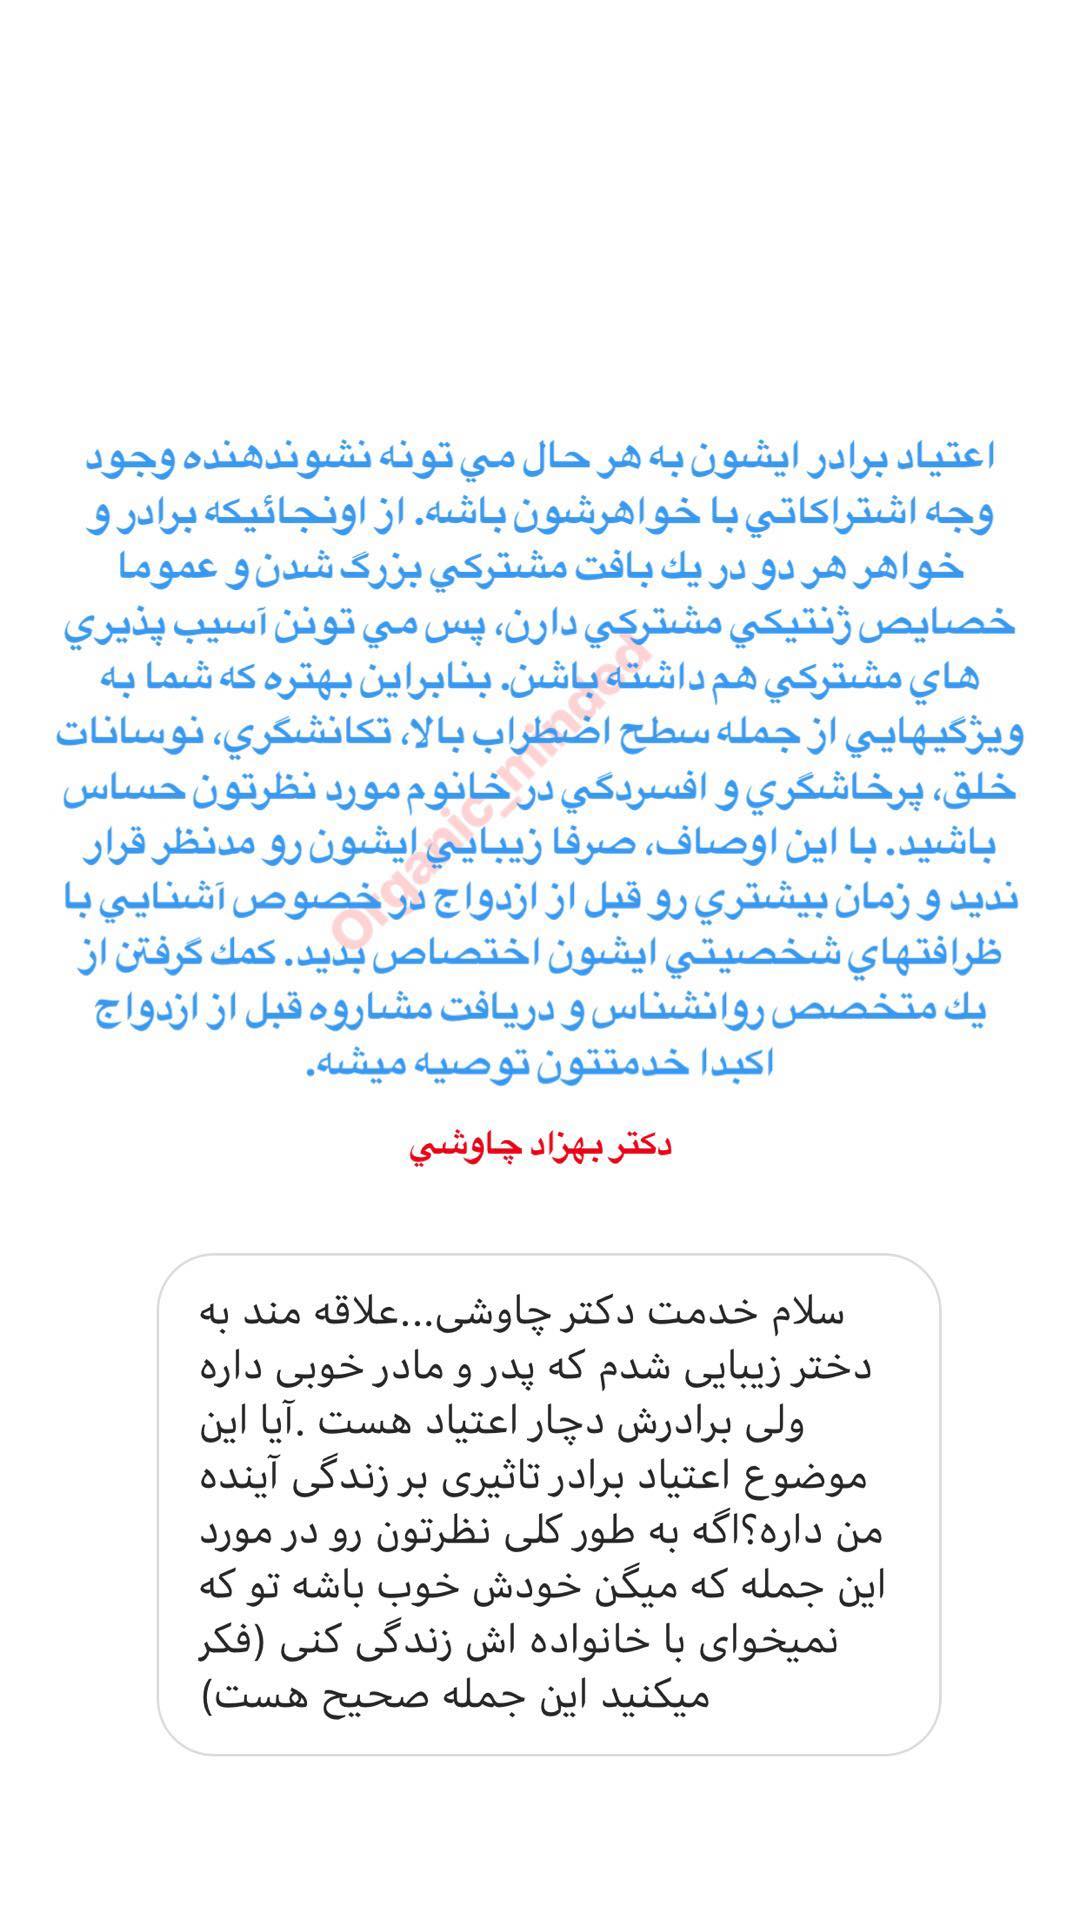 اعتياد برادر ايشون به هر حال مي تونه نشوندهنده وجود
وجه اشتراكاتي با خواهرشون باشه. از اونجائيكه برادر و
خواهر هر دو در يك بافت مشتركي بزرگ شدن و عموما
خصايص ژنتيكي مشتركي دارن، پس مي تونن آسيب پذيري
هاي مشتركي هم داشته باشن. بنابراين بهتره كه شما به
ويژگيهايي از جمله سطح اضطراب بالا، تكانشگري، نوسانات
خلق، پرخاشگري و افسردگي در خانوم مورد نظرتون حساس
باشيد. با اين اوصاف، صرفا زيبايي ايشون رو مدنظر قرار
نديد و زمان بيشتري رو قبل از ازدواج در خصوص آشنايي با
ظرافتهاي شخصيتي ايشون اختصاص بديد. كمك گرفتن از
يك متخصص روانشناس و دريافت مشاروه قبل از ازدواج
اكبدا خدمتتون توصيه ميشه.
Organic_minded
دكتر بهزاد چاوشي
سلام خدمت دکتر چاوشی...علاقه مند به
دختر زیبایی شدم که پدر و مادر خوبی داره
ولی برادرش دچار اعتیاد هست .آیا این
موضوع اعتیاد برادر تاثیری بر زندگی آینده
من داره؟اگه به طور کلی نظرتون رو در مورد
این جمله که میگن خودش خوب باشه تو که
نمیخوای با خانواده اش زندگی کنی (فکر
میکنید این جمله صحیح هست)